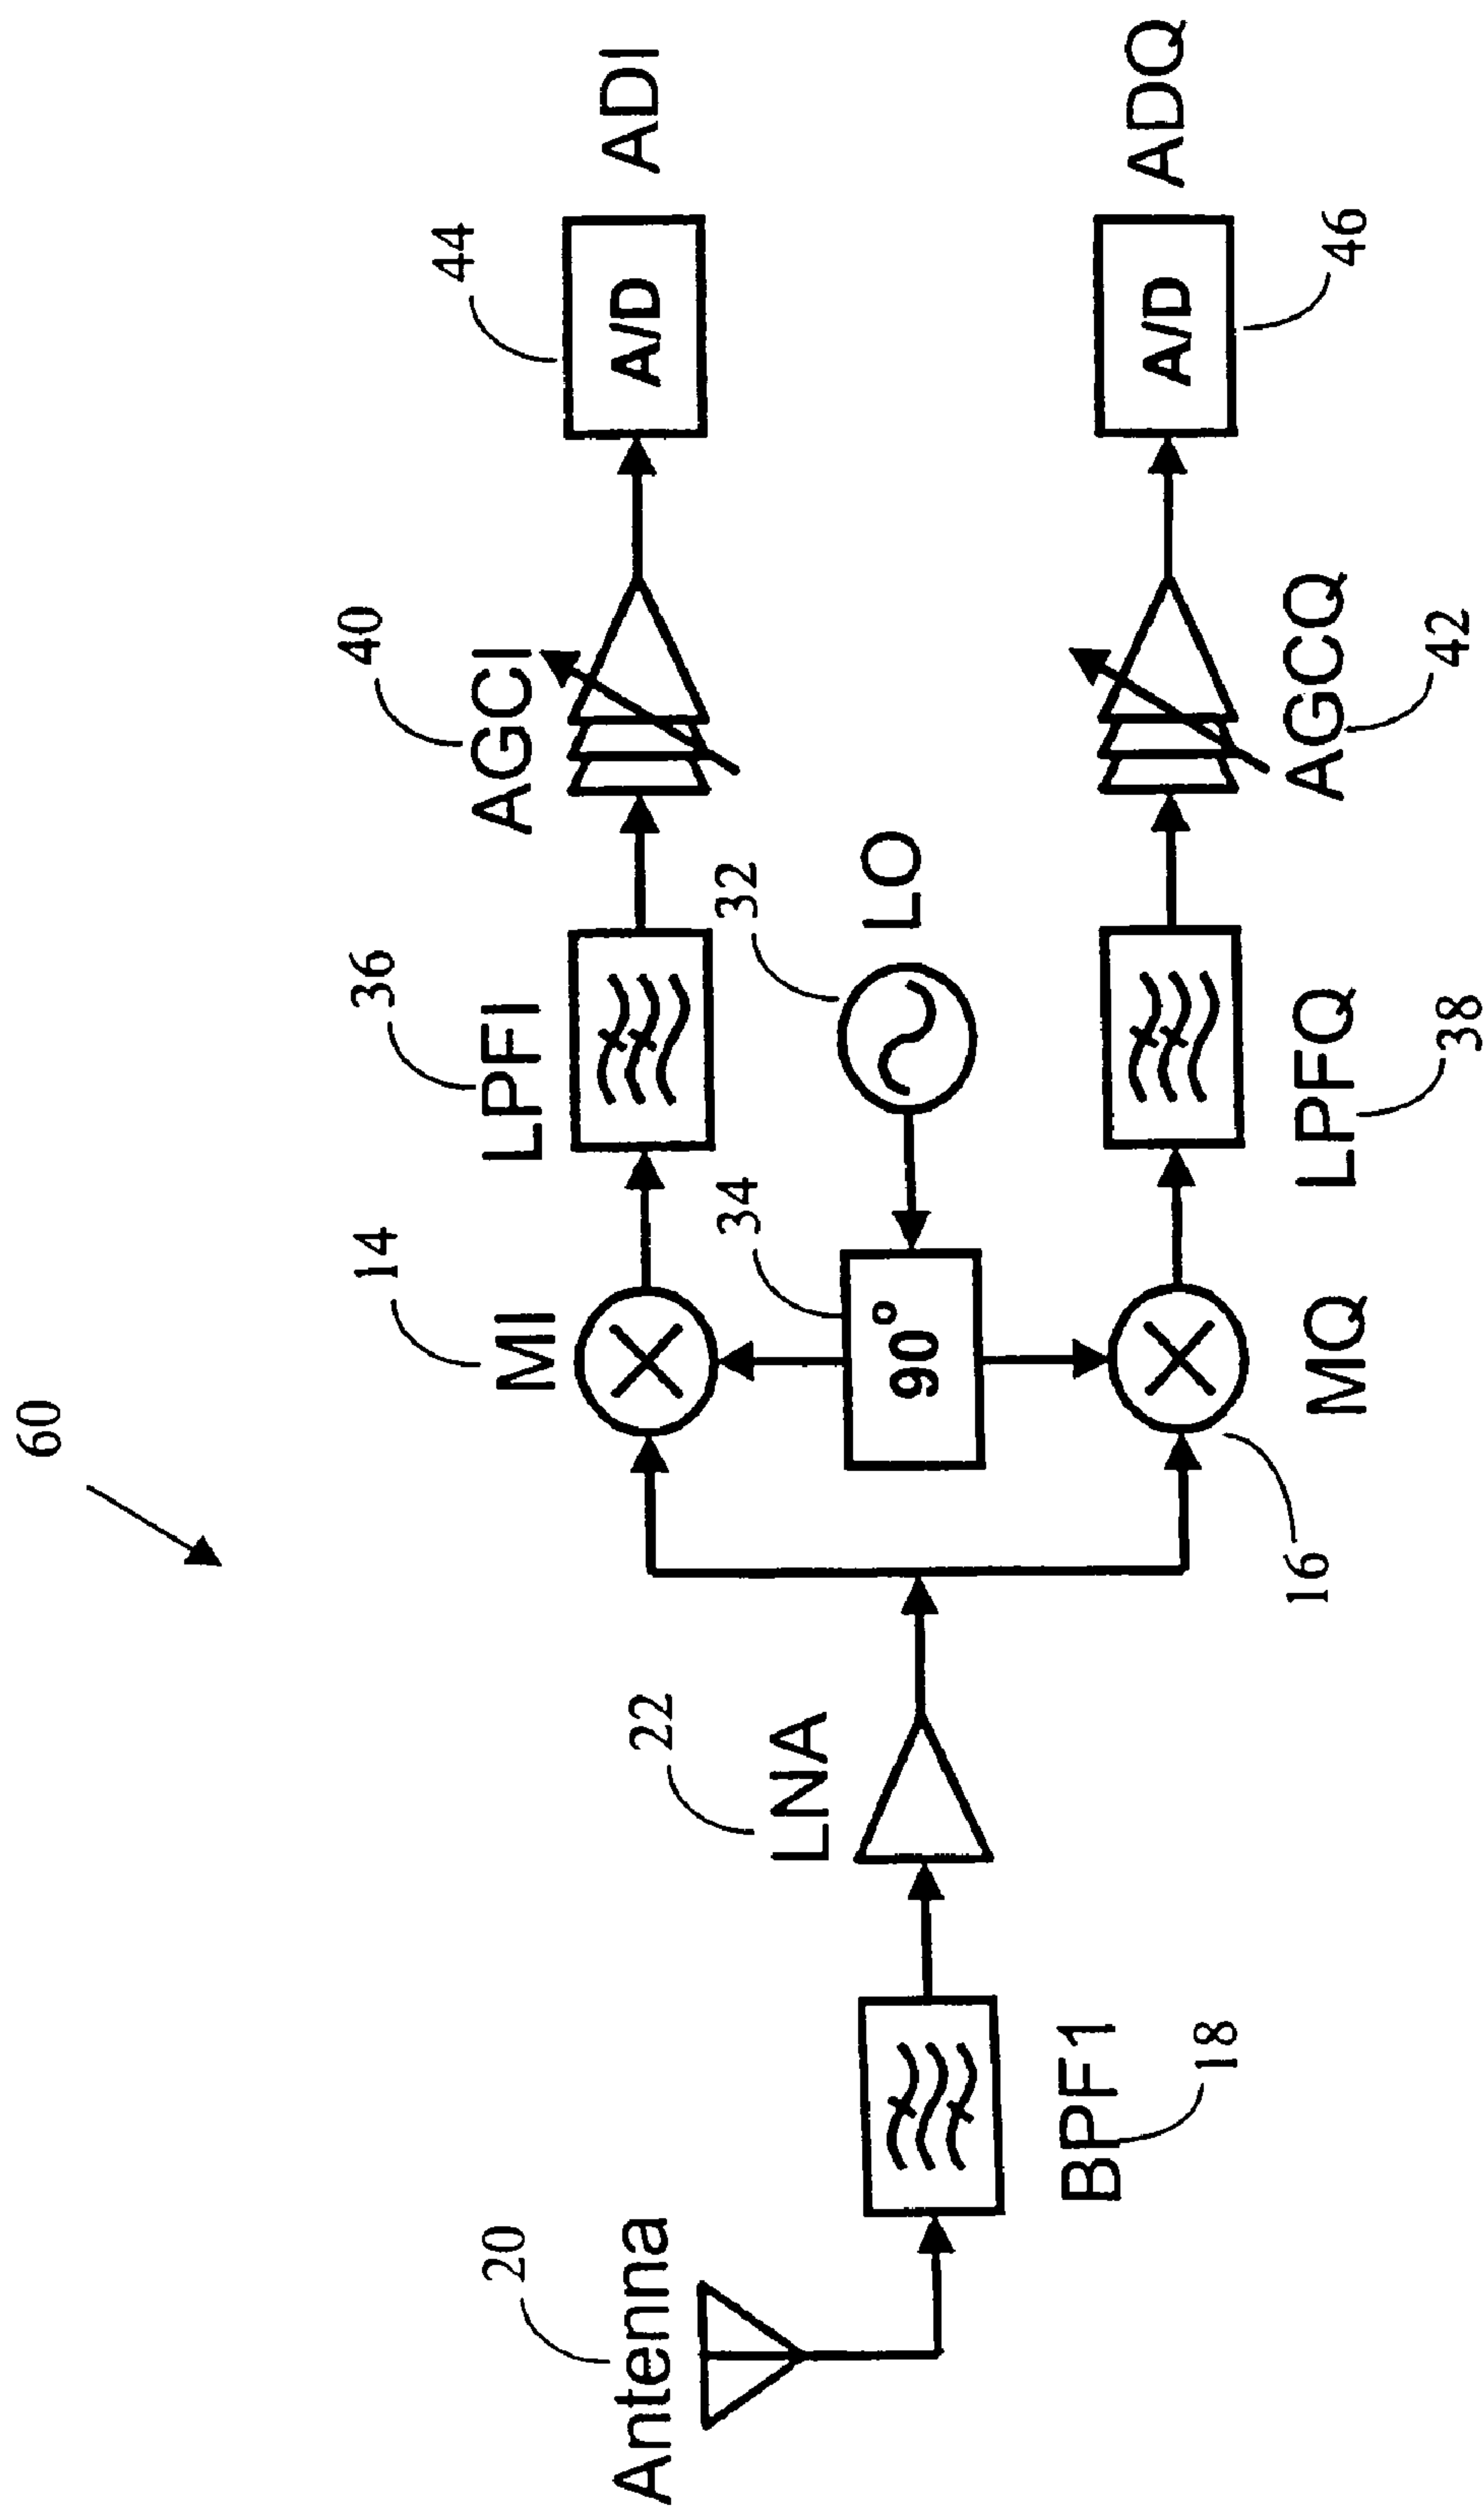 60
Antenna
20
BPF1
18
LNA
22
MI
14
MQ
16
90°
34
LO
32
LPFI
36
LPFQ
38
AGCI
40
AGCQ
42
A/D
44
ADI
A/D
46
ADQ